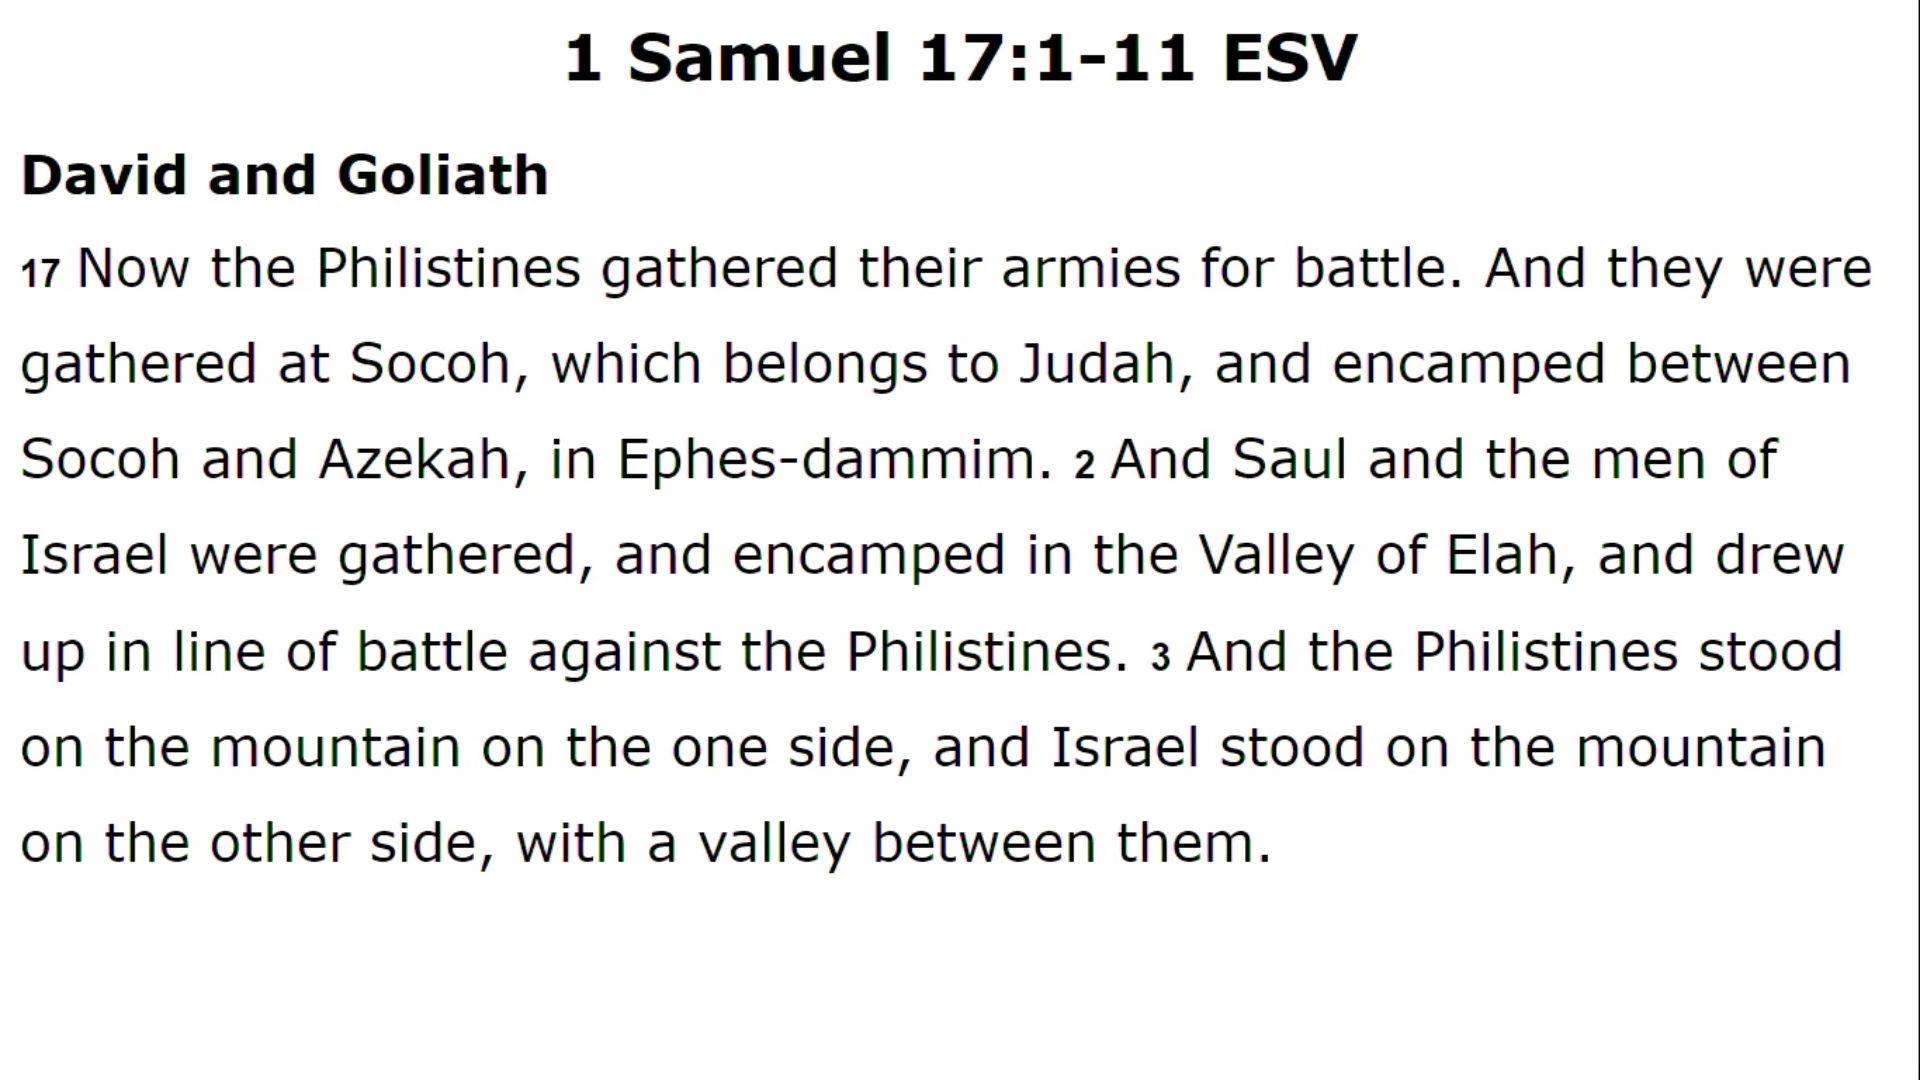 1 Samuel 17:1-11 ESV
David and Goliath
17 Now the Philistines gathered their armies for battle. And they were
gathered at Socoh, which belongs to Judah, and encamped between
Socoh and Azekah, in Ephes-dammim. 2 And Saul and the men of
Israel were gathered, and encamped in the Valley of Elah, and drew
up in line of battle against the Philistines. 3 And the Philistines stood
on the mountain on the one side, and Israel stood on the mountain
on the other side, with a valley between them.